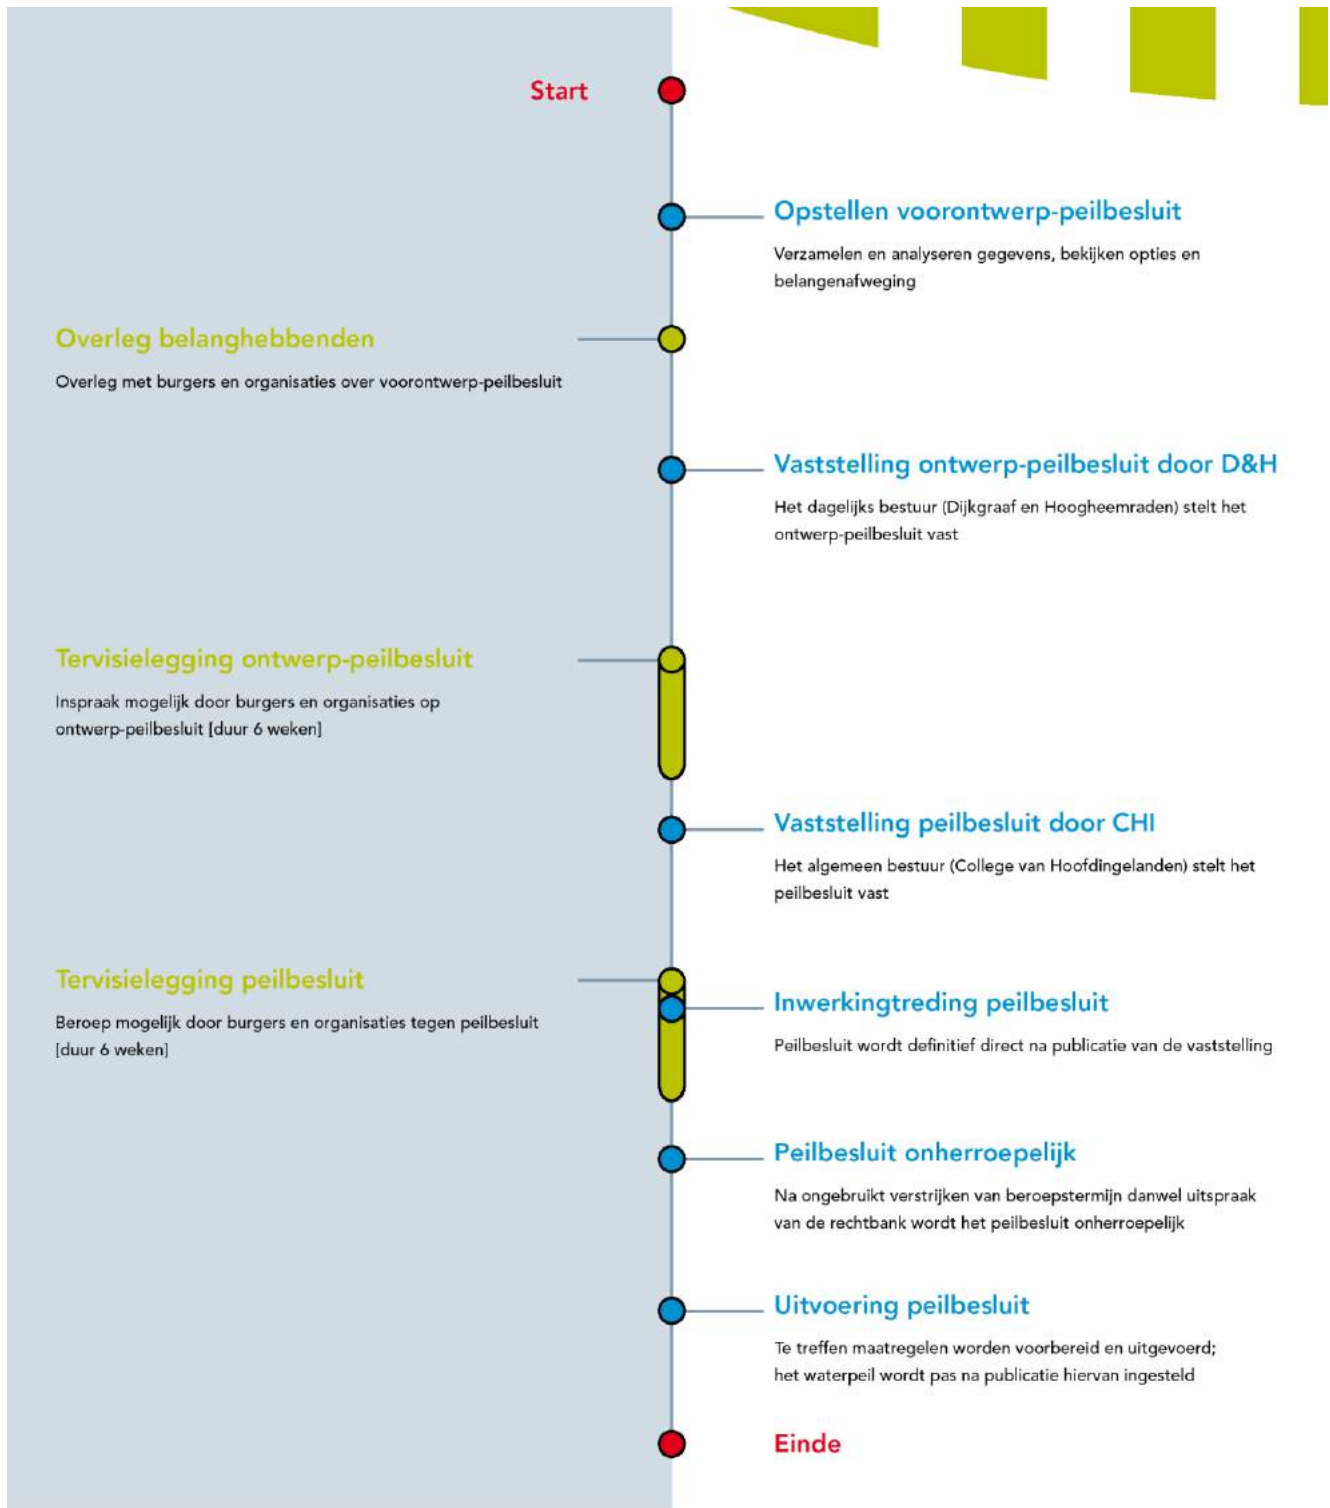 Start
Opstellen voorontwerp-peilbesluit
Verzamelen en analyseren gegevens, bekijken opties en
belangenafweging
Overleg belanghebbenden
Overleg met burgers en organisaties over voorontwerp-peilbesluit
Vaststelling ontwerp-peilbesluit door D&H
Het dagelijks bestuur (Dijkgraaf en Hoogheemraden) stelt het
ontwerp-peilbesluit vast
Tervisielegging ontwerp-peilbesluit
Inspraak mogelijk door burgers en organisaties op
ontwerp-peilbesluit [duur 6 weken]
Vaststelling peilbesluit door CHI
Het algemeen bestuur (College van Hoofdingelanden) stelt het
peilbesluit vast
Tervisielegging peilbesluit
Beroep mogelijk door burgers en organisaties tegen peilbesluit
[duur 6 weken]
Inwerkingtreding peilbesluit
Peilbesluit wordt definitief direct na publicatie van de vaststelling
Peilbesluit onherroepelijk
Na ongebruikt verstrijken van beroepstermijn danwel uitspraak
van de rechtbank wordt het peilbesluit onherroepelijk
Uitvoering peilbesluit
Te treffen maatregelen worden voorbereid en uitgevoerd;
het waterpeil wordt pas na publicatie hiervan ingesteld
Einde